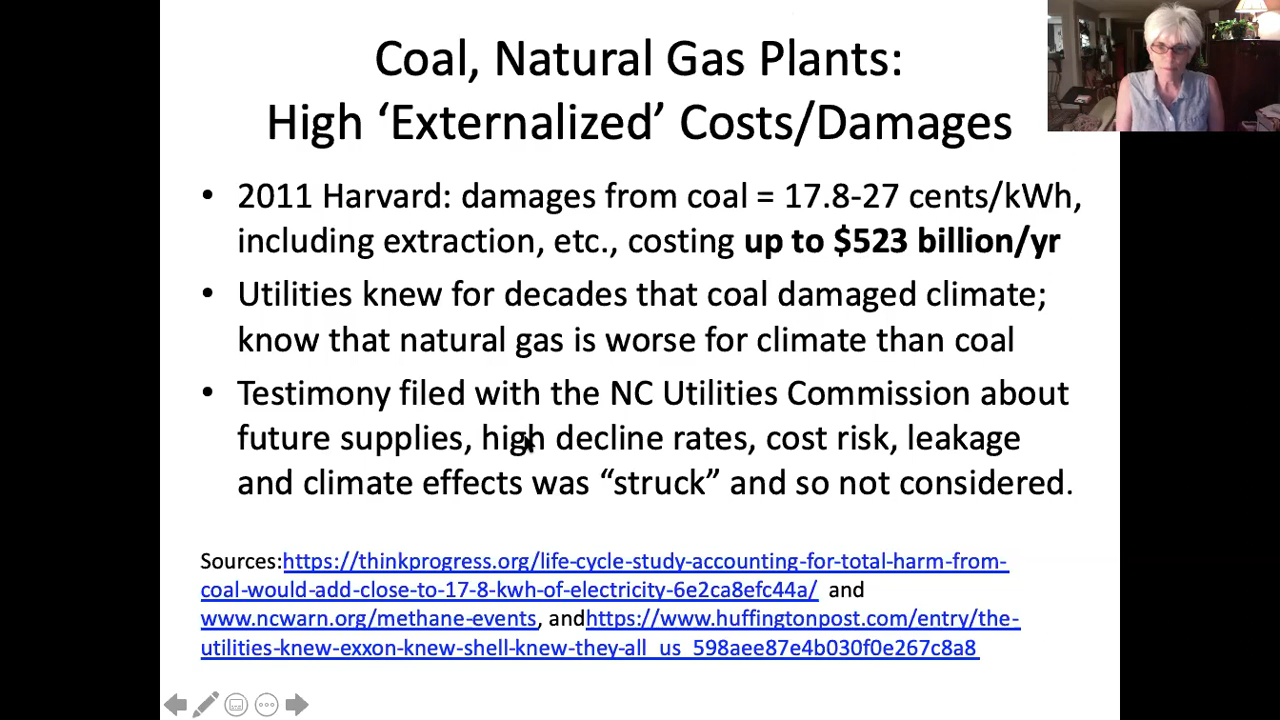 Coal, Natural Gas Plants:
High ‘Externalized’ Costs/Damages
• 2011 Harvard: damages from coal = 17.8-27 cents/kWh,
including extraction, etc., costing up to $523 billion/yr
• Utilities knew for decades that coal damaged climate;
know that natural gas is worse for climate than coal
• Testimony filed with the NC Utilities Commission about
future supplies, high decline rates, cost risk, leakage
and climate effects was “struck” and so not considered.
Sources:https://thinkprogress.org/life-cycle-study-accounting-for-total-harm-from-
coal-would-add-close-to-17-8-kwh-of-electricity-6e2ca8efc44a/ and
www.ncwarn.org/methane-events, andhttps://www.huffingtonpost.com/entry/the-
utilities-knew-exxon-knew-shell-knew-they-all_us_598aee87e4b030f0e267c8a8